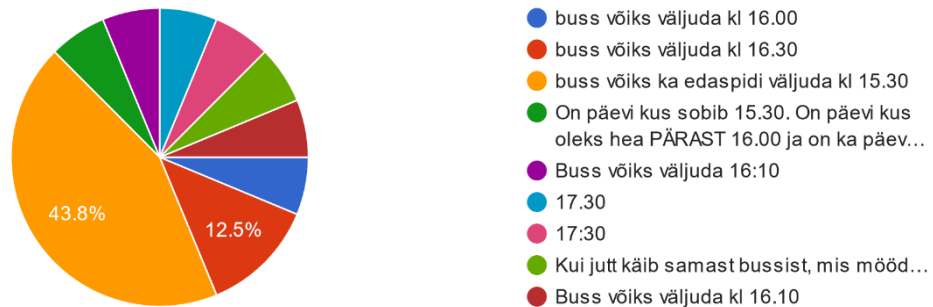 43.8%
12.5%
buss võiks väljuda kl 16.00
buss võiks väljuda kl 16.30
buss võiks ka edaspidi väljuda kl 15.30
On päevi kus sobib 15.30. On päevi kus
oleks hea PÄRAST 16.00 ja on ka päev…
Buss võiks väljuda 16:10
17.30
17:30
Kui jutt käib samast bussist, mis mööd…
Buss võiks väljuda kl 16.10